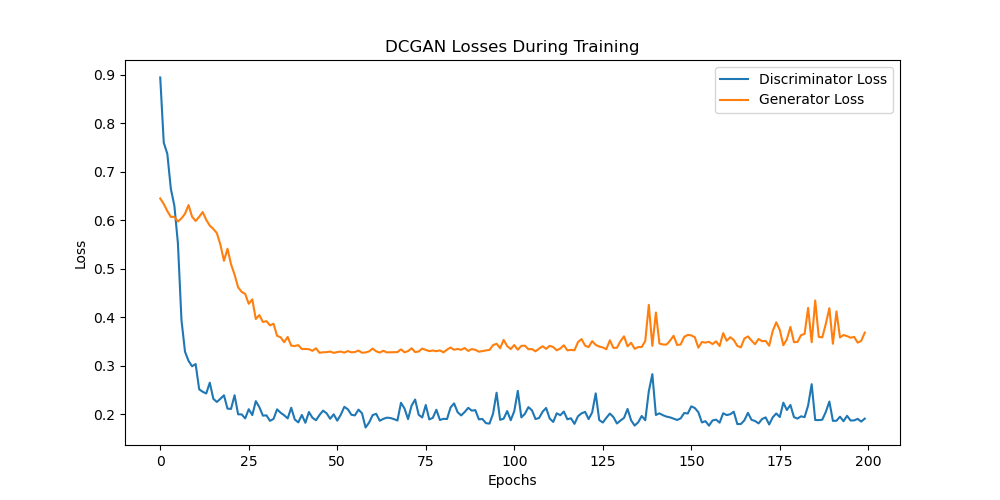 DCGAN Losses During Training
Discriminator Loss
Generator Loss
Loss
0.9
0.8
0.7
0.6
0.5
0.4
0.3
0.2
0 25 50 75 100 125 150 175 200
Epochs